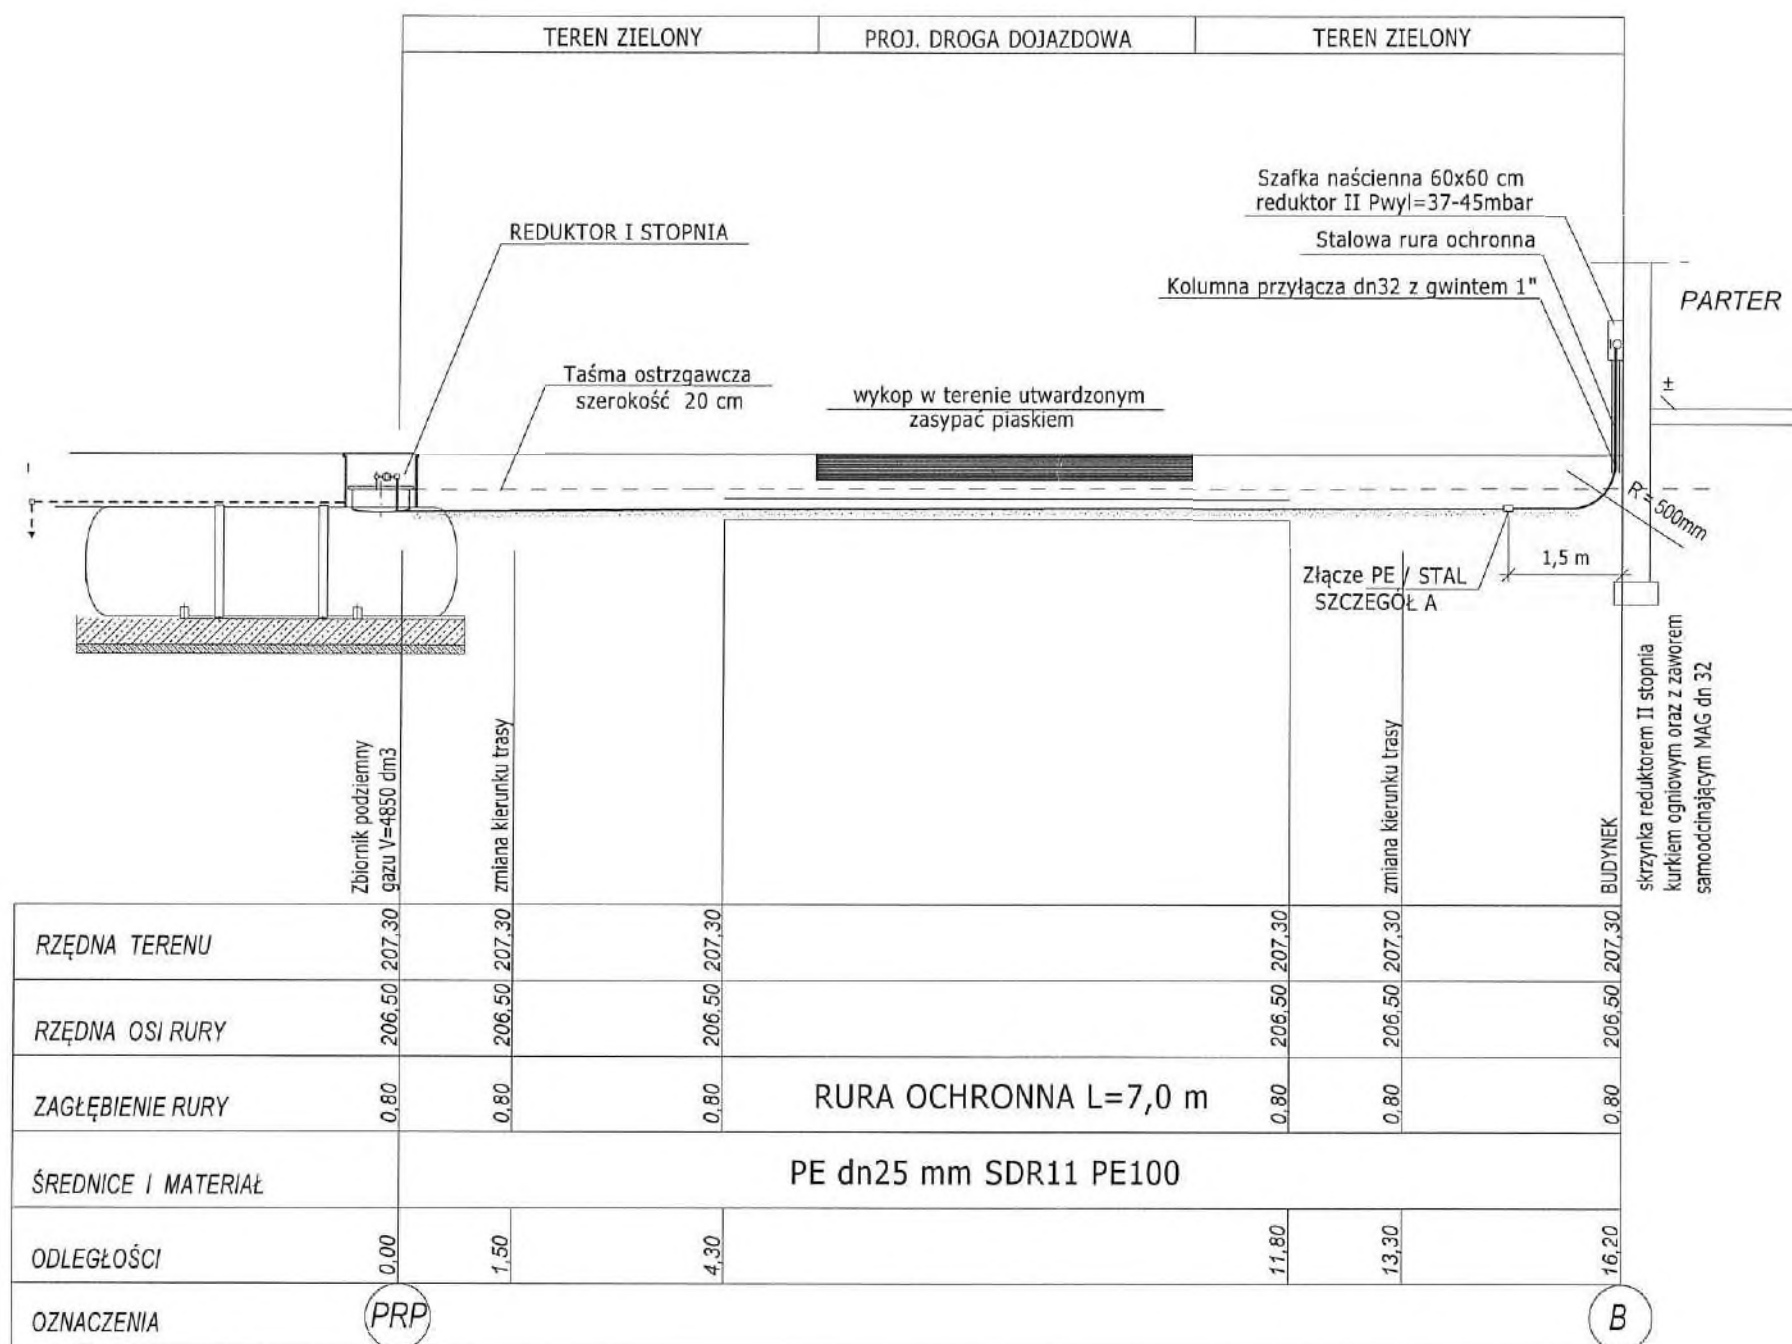 TEREN ZIELONY
PROJ. DROGA DOJAZDOWA
TEREN ZIELONY
Szafka naścienna 60x60 cm
reduktor II Pwyl=37-45mbar
REDUKTOR I STOPNIA
Stalowa rura ochronna
Kolumna przyłącza dn32 z gwintem 1"
PARTER
Taśma ostrzgawcza
szerokość 20 cm
wykop w terenie utwardzonym
zasypać piaskiem
±
R = 500mm
1,5 m
Złącze PE / STAL
SZCZEGÓŁ A
Zbiornik podziemny
gazu V=4850 dm3
zmiana kierunku trasy
zmiana kierunku trasy
BUDYNEK
skrzynka reduktorem II stopnia
kurkiem ogniowym oraz z zaworem
samoodcinającym MAG dn 32
RZĘDNA TERENU
207,30
207,30
207,30
207,30
207,30
207,30
RZĘDNA OSI RURY
206,50
206,50
206,50
206,50
206,50
206,50
ZAGŁĘBIENIE RURY
0,80
0,80
0,80
RURA OCHRONNA L=7,0 m
0,80
0,80
0,80
ŚREDNICE I MATERIAŁ
PE dn25 mm SDR11 PE100
ODLEGŁOŚCI
0,00
1,50
4,30
11,80
13,30
16,20
OZNACZENIA
PRP
B